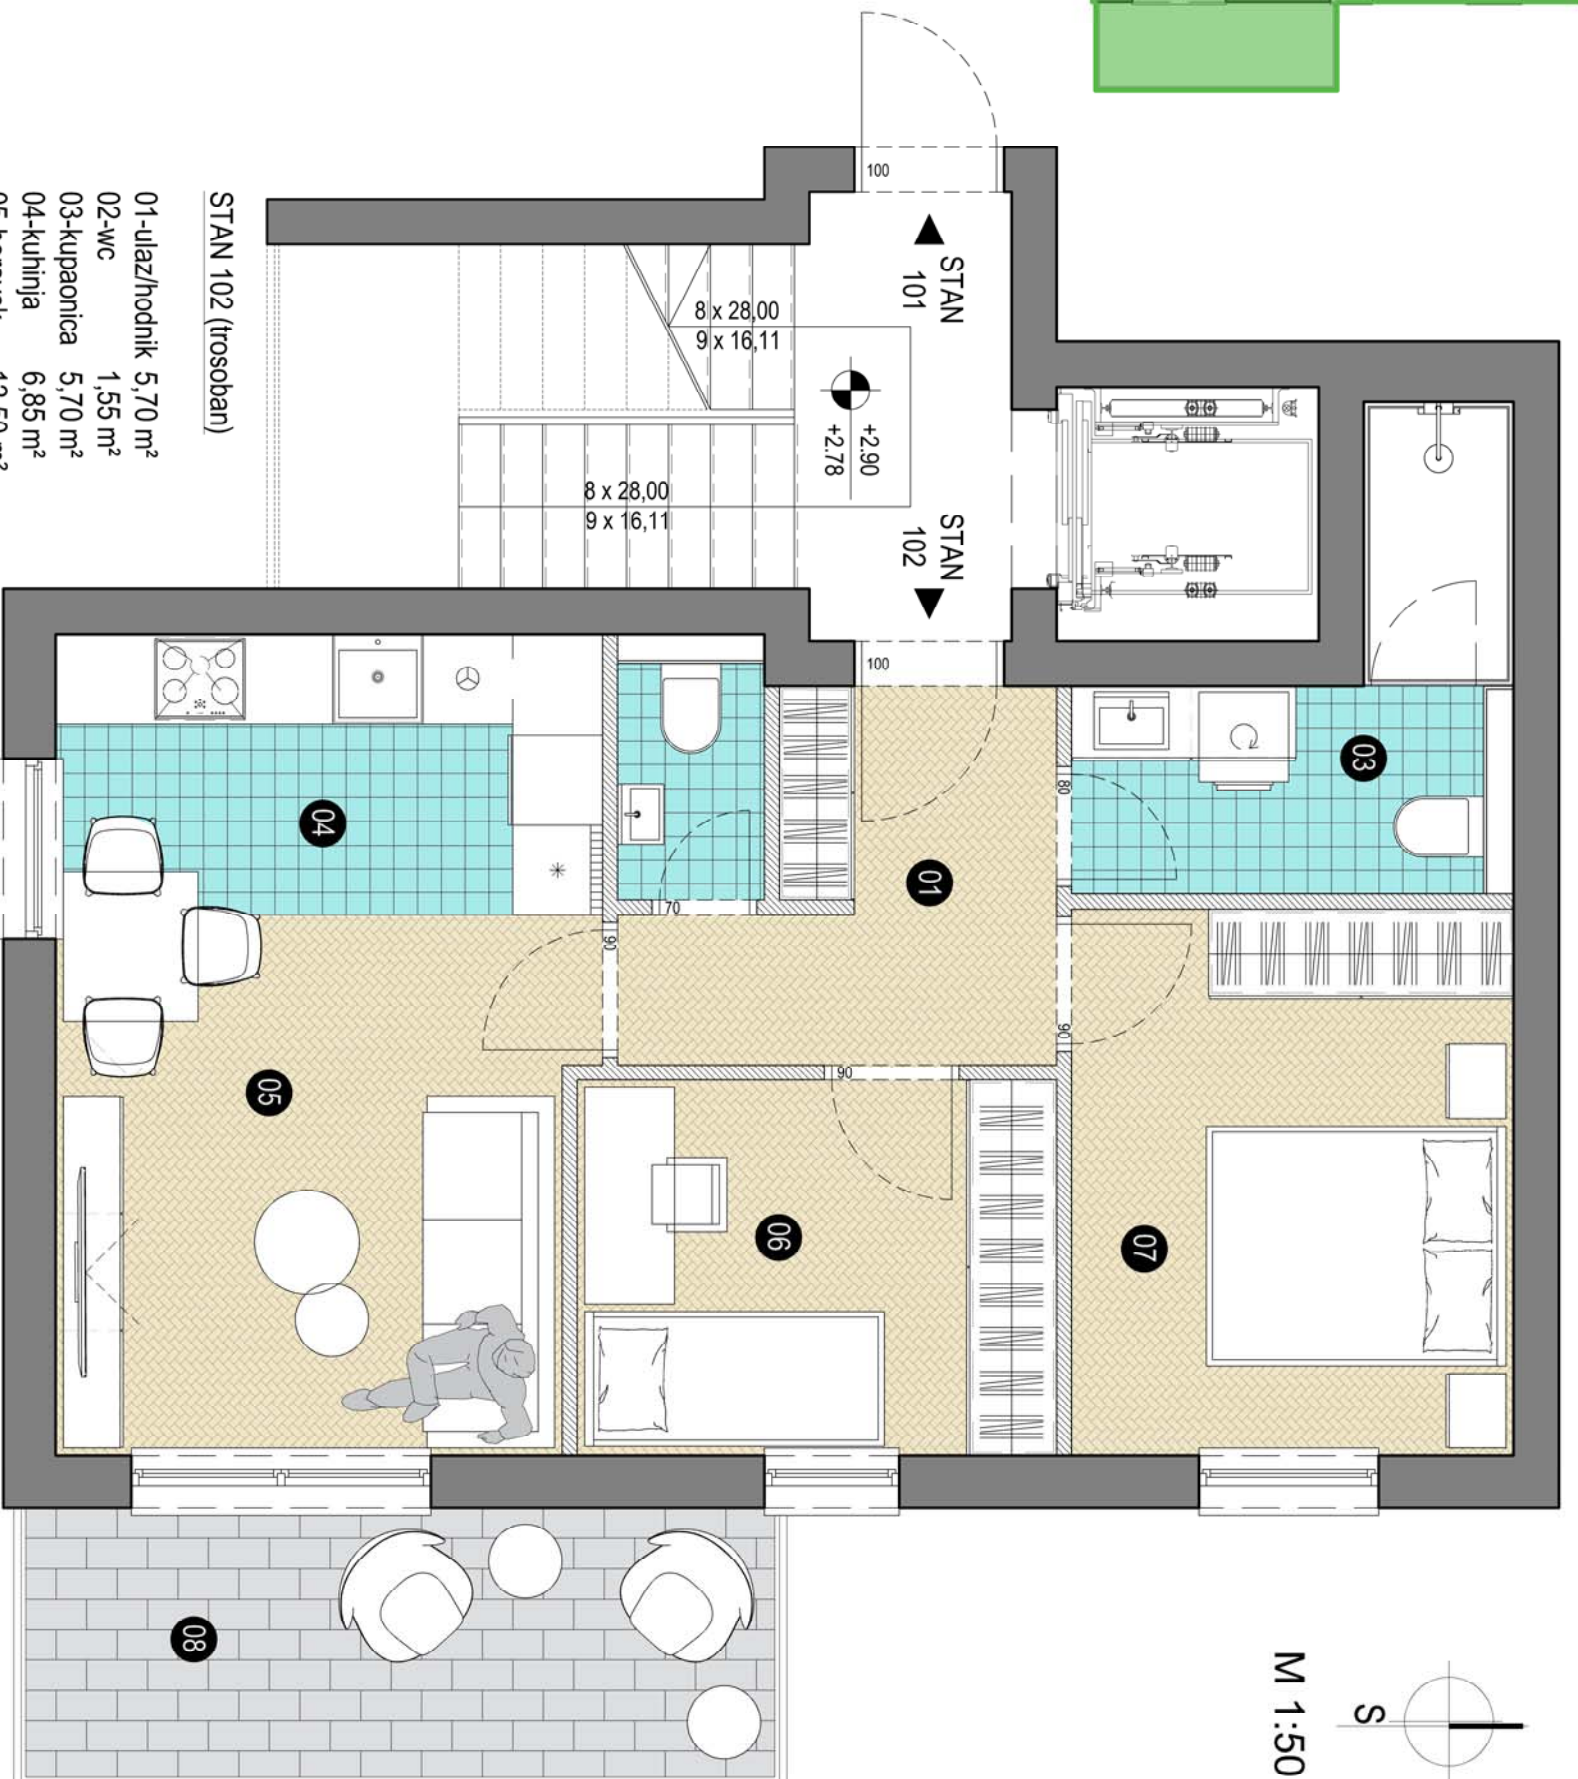 STAN 102 (trosoban)
01-ulaz/hodnik 5,70 m²
02-wc 1,55 m²
03-kupaonica 5,70 m²
04-kuhinja 6,85 m²
STAN
101
STAN
102
8 x 28,00
9 x 16,11
8 x 28,00
9 x 16,11
+2.90
+2.78
100
100
80
70
90
90
90
01
03
04
05
06
07
08
S
M 1:50